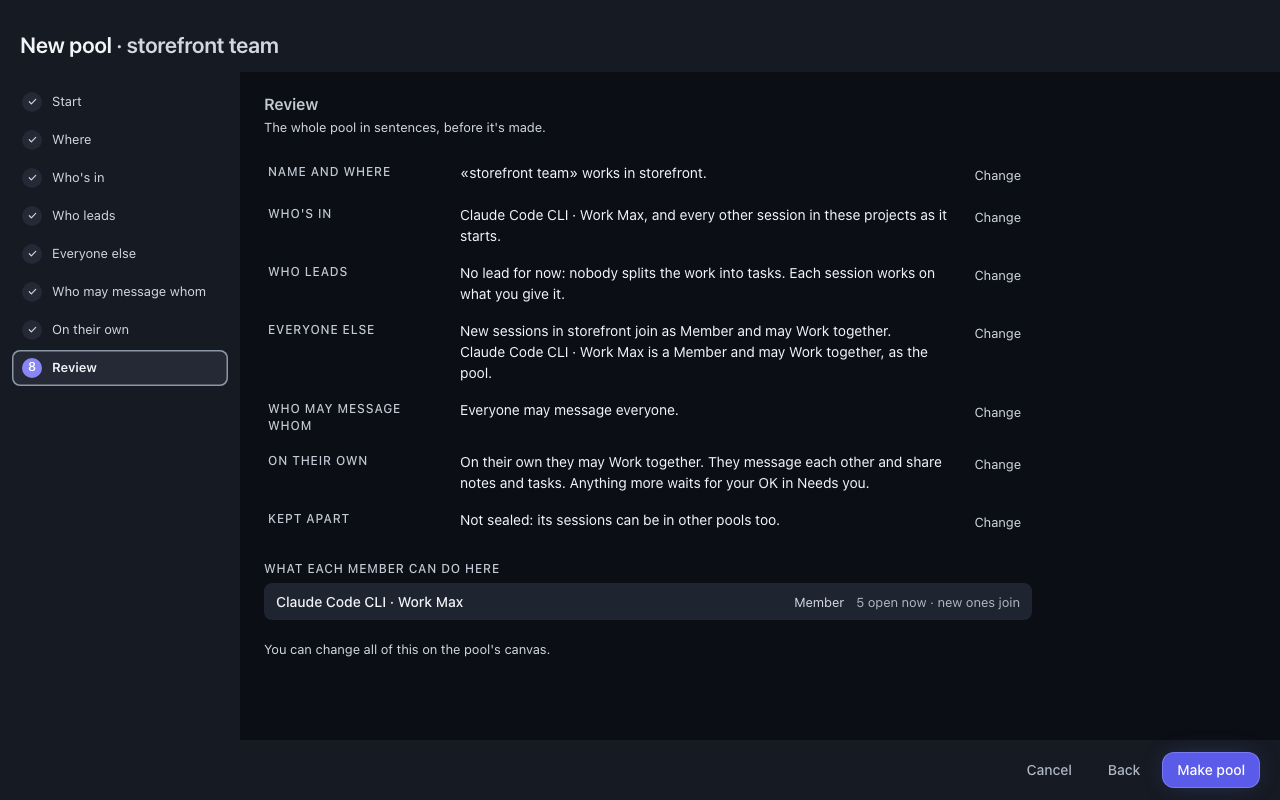 New pool · storefront team
Start
Where
Who's in
Who leads
Everyone else
Who may message whom
On their own
8 Review
Review
The whole pool in sentences, before it's made.
NAME AND WHERE
«storefront team» works in storefront.
Change
WHO'S IN
Claude Code CLI · Work Max, and every other session in these projects as it
starts.
Change
WHO LEADS
No lead for now: nobody splits the work into tasks. Each session works on
what you give it.
Change
EVERYONE ELSE
New sessions in storefront join as Member and may Work together.
Claude Code CLI · Work Max is a Member and may Work together, as the
pool.
Change
WHO MAY MESSAGE
WHOM
Everyone may message everyone.
Change
ON THEIR OWN
On their own they may Work together. They message each other and share
notes and tasks. Anything more waits for your OK in Needs you.
Change
KEPT APART
Not sealed: its sessions can be in other pools too.
Change
WHAT EACH MEMBER CAN DO HERE
Claude Code CLI · Work Max
Member
5 open now · new ones join
You can change all of this on the pool's canvas.
Cancel
Back
Make pool